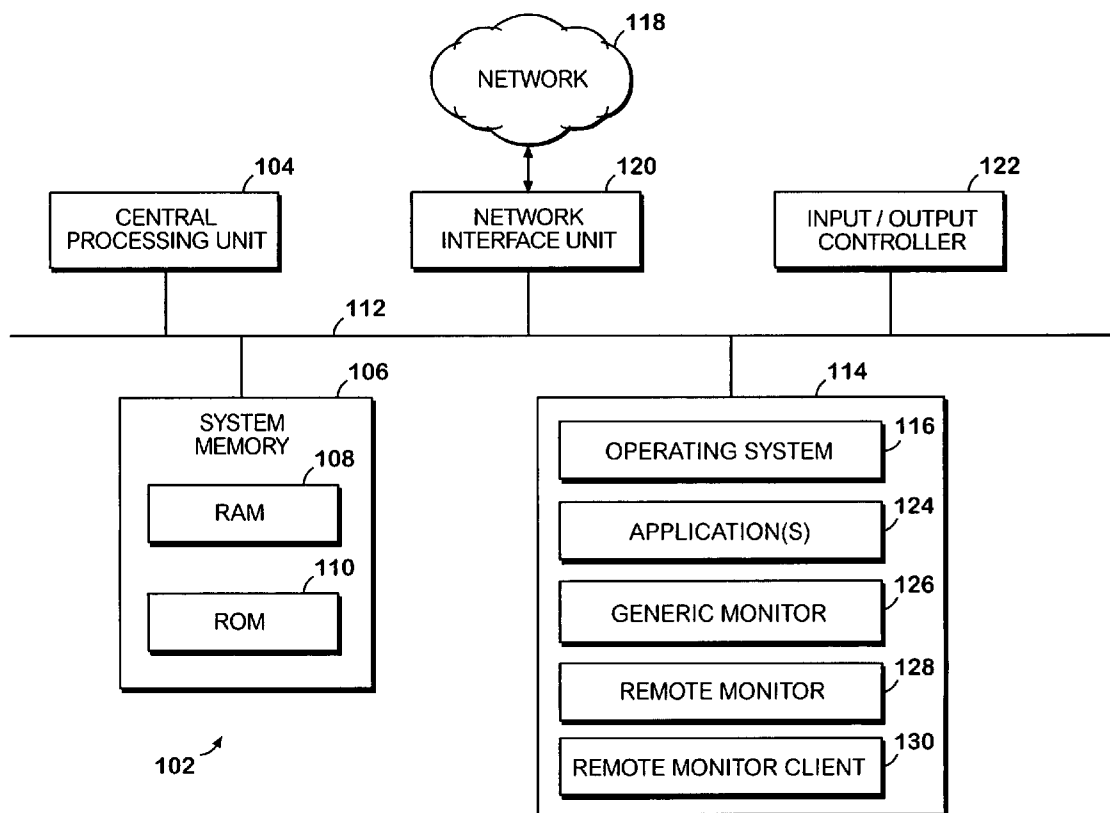 118
NETWORK
104
120
122
CENTRAL
PROCESSING UNIT
NETWORK
INTERFACE UNIT
INPUT / OUTPUT
CONTROLLER
112
106
114
SYSTEM
MEMORY
108
RAM
110
ROM
102
116
OPERATING SYSTEM
124
APPLICATION(S)
126
GENERIC MONITOR
128
REMOTE MONITOR
130
REMOTE MONITOR CLIENT